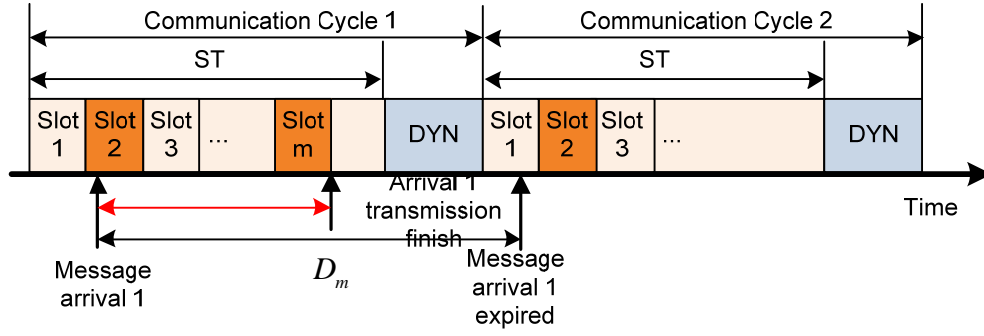 Communication Cycle 1
Communication Cycle 2
ST
ST
Slot
1
Slot
2
Slot
3
...
Slot
m
DYN
Slot
1
Slot
2
Slot
3
...
DYN
Arrival 1
transmission
finish
Time
Message
arrival 1
D_m
Message
arrival 1
expired